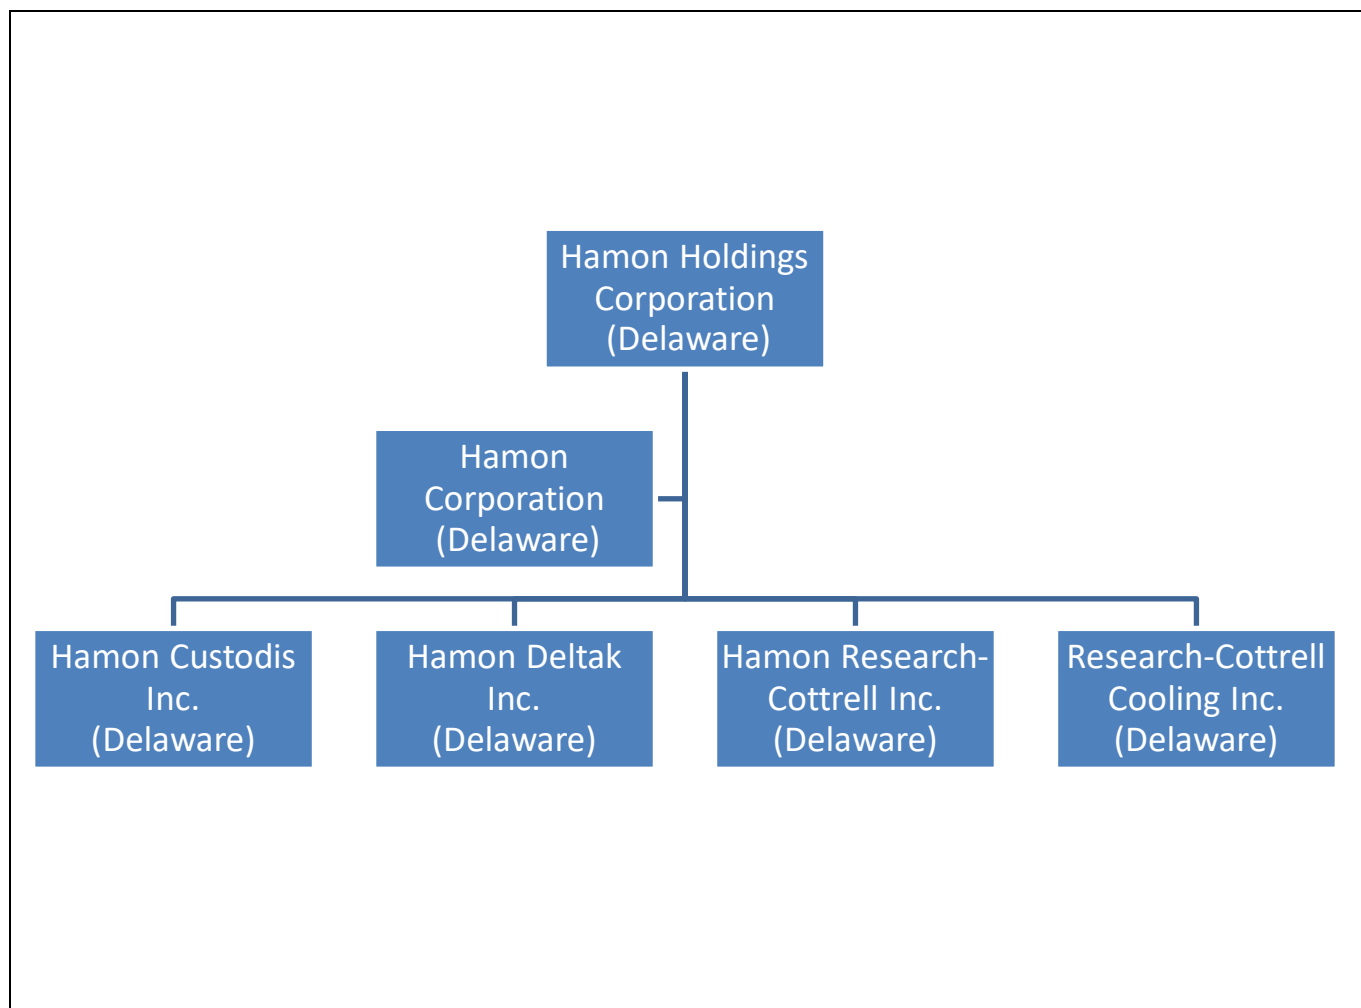 Hamon Holdings
Corporation
(Delaware)
Hamon
Corporation
(Delaware)
Hamon Custodis
Inc.
(Delaware)
Hamon Deltak
Inc.
(Delaware)
Hamon Research-
Cottrell Inc.
(Delaware)
Research-Cottrell
Cooling Inc.
(Delaware)